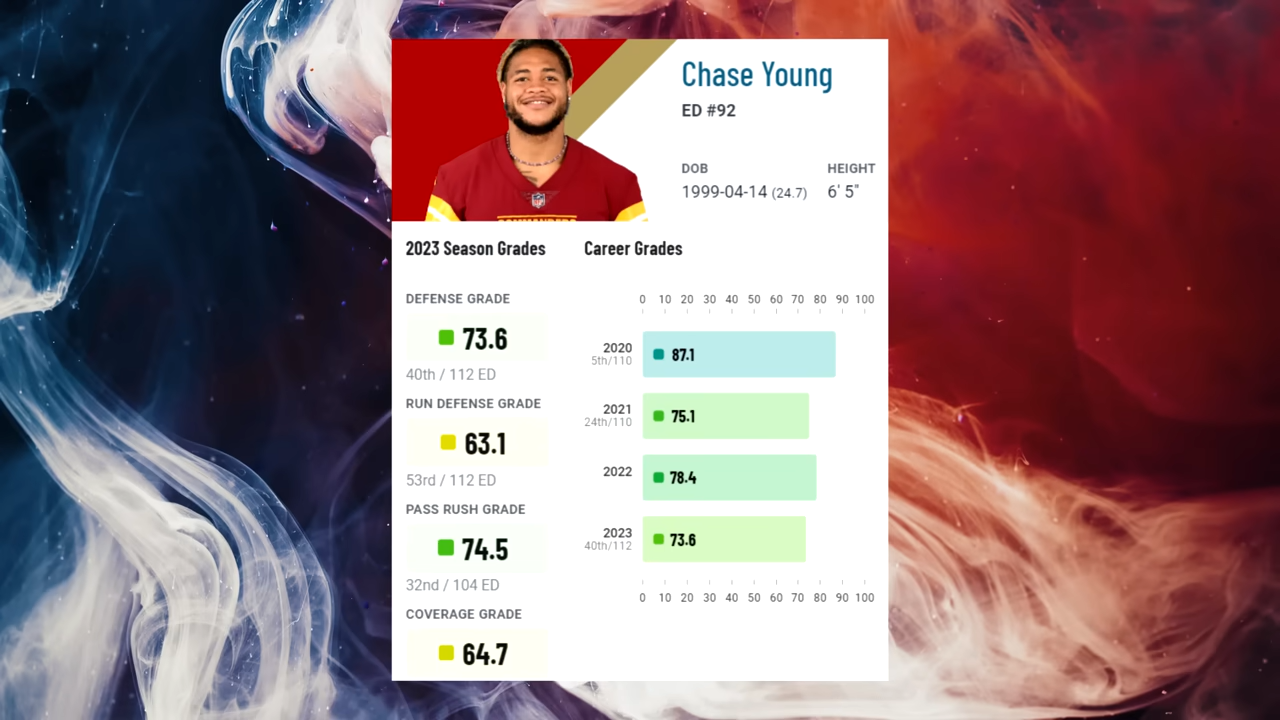 Chase Young
ED #92
DOB
HEIGHT
1999-04-14 (24.7)
6' 5"
2023 Season Grades
Career Grades
DEFENSE GRADE
73.6
40th / 112 ED
RUN DEFENSE GRADE
63.1
53rd / 112 ED
PASS RUSH GRADE
74.5
32nd / 104 ED
COVERAGE GRADE
64.7
0 10 20 30 40 50 60 70 80 90 100
2020
5th/110
87.1
2021
24th/110
75.1
2022
78.4
2023
40th/112
73.6
0 10 20 30 40 50 60 70 80 90 100